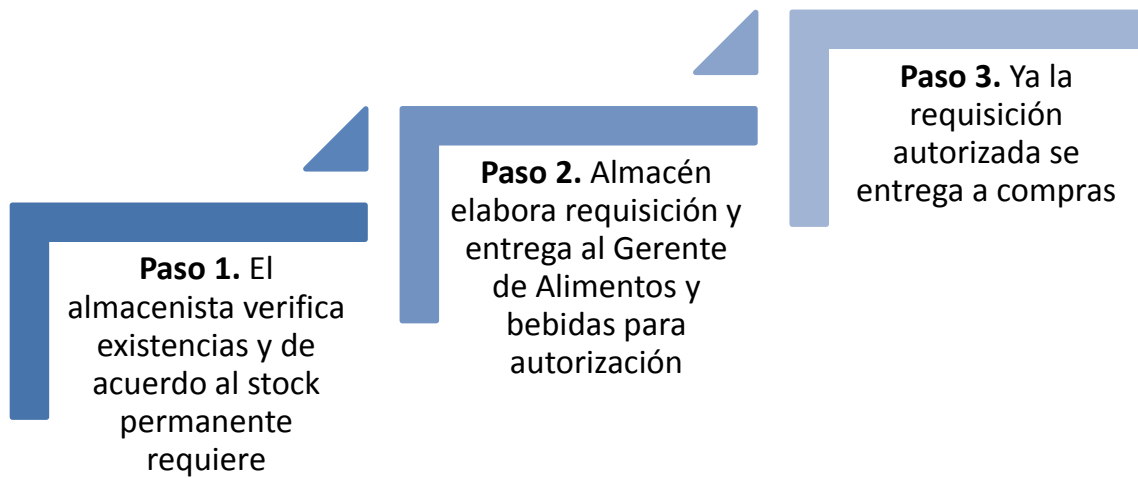 Paso 1. El
almacenista verifica
existencias y de
acuerdo al stock
permanente
requiere
Paso 2. Almacén
elabora requisición y
entrega al Gerente
de Alimentos y
bebidas para
autorización
Paso 3. Ya la
requisición
autorizada se
entrega a compras